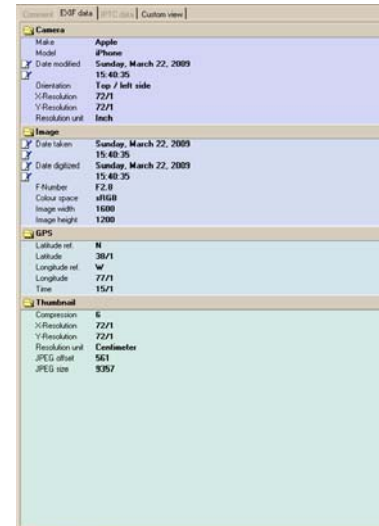 Comment EXIF data IPTC data Custom view
Camera
Make Apple
Model iPhone
Date modified Sunday, March 22, 2009
15:40:35
Orientation Top / left side
X-Resolution 72/1
Y-Resolution 72/1
Resolution unit Inch
Image
Date taken Sunday, March 22, 2009
15:40:35
Date digitized Sunday, March 22, 2009
15:40:35
F-Number F2.8
Colour space sRGB
Image width 1600
Image height 1200
GPS
Latitude ref. N
Latitude 38/1
Longitude ref. W
Longitude 77/1
Time 15/1
Thumbnail
Compression 6
X-Resolution 72/1
Y-Resolution 72/1
Resolution unit Centimeter
JPEG offset 561
JPEG size 9357